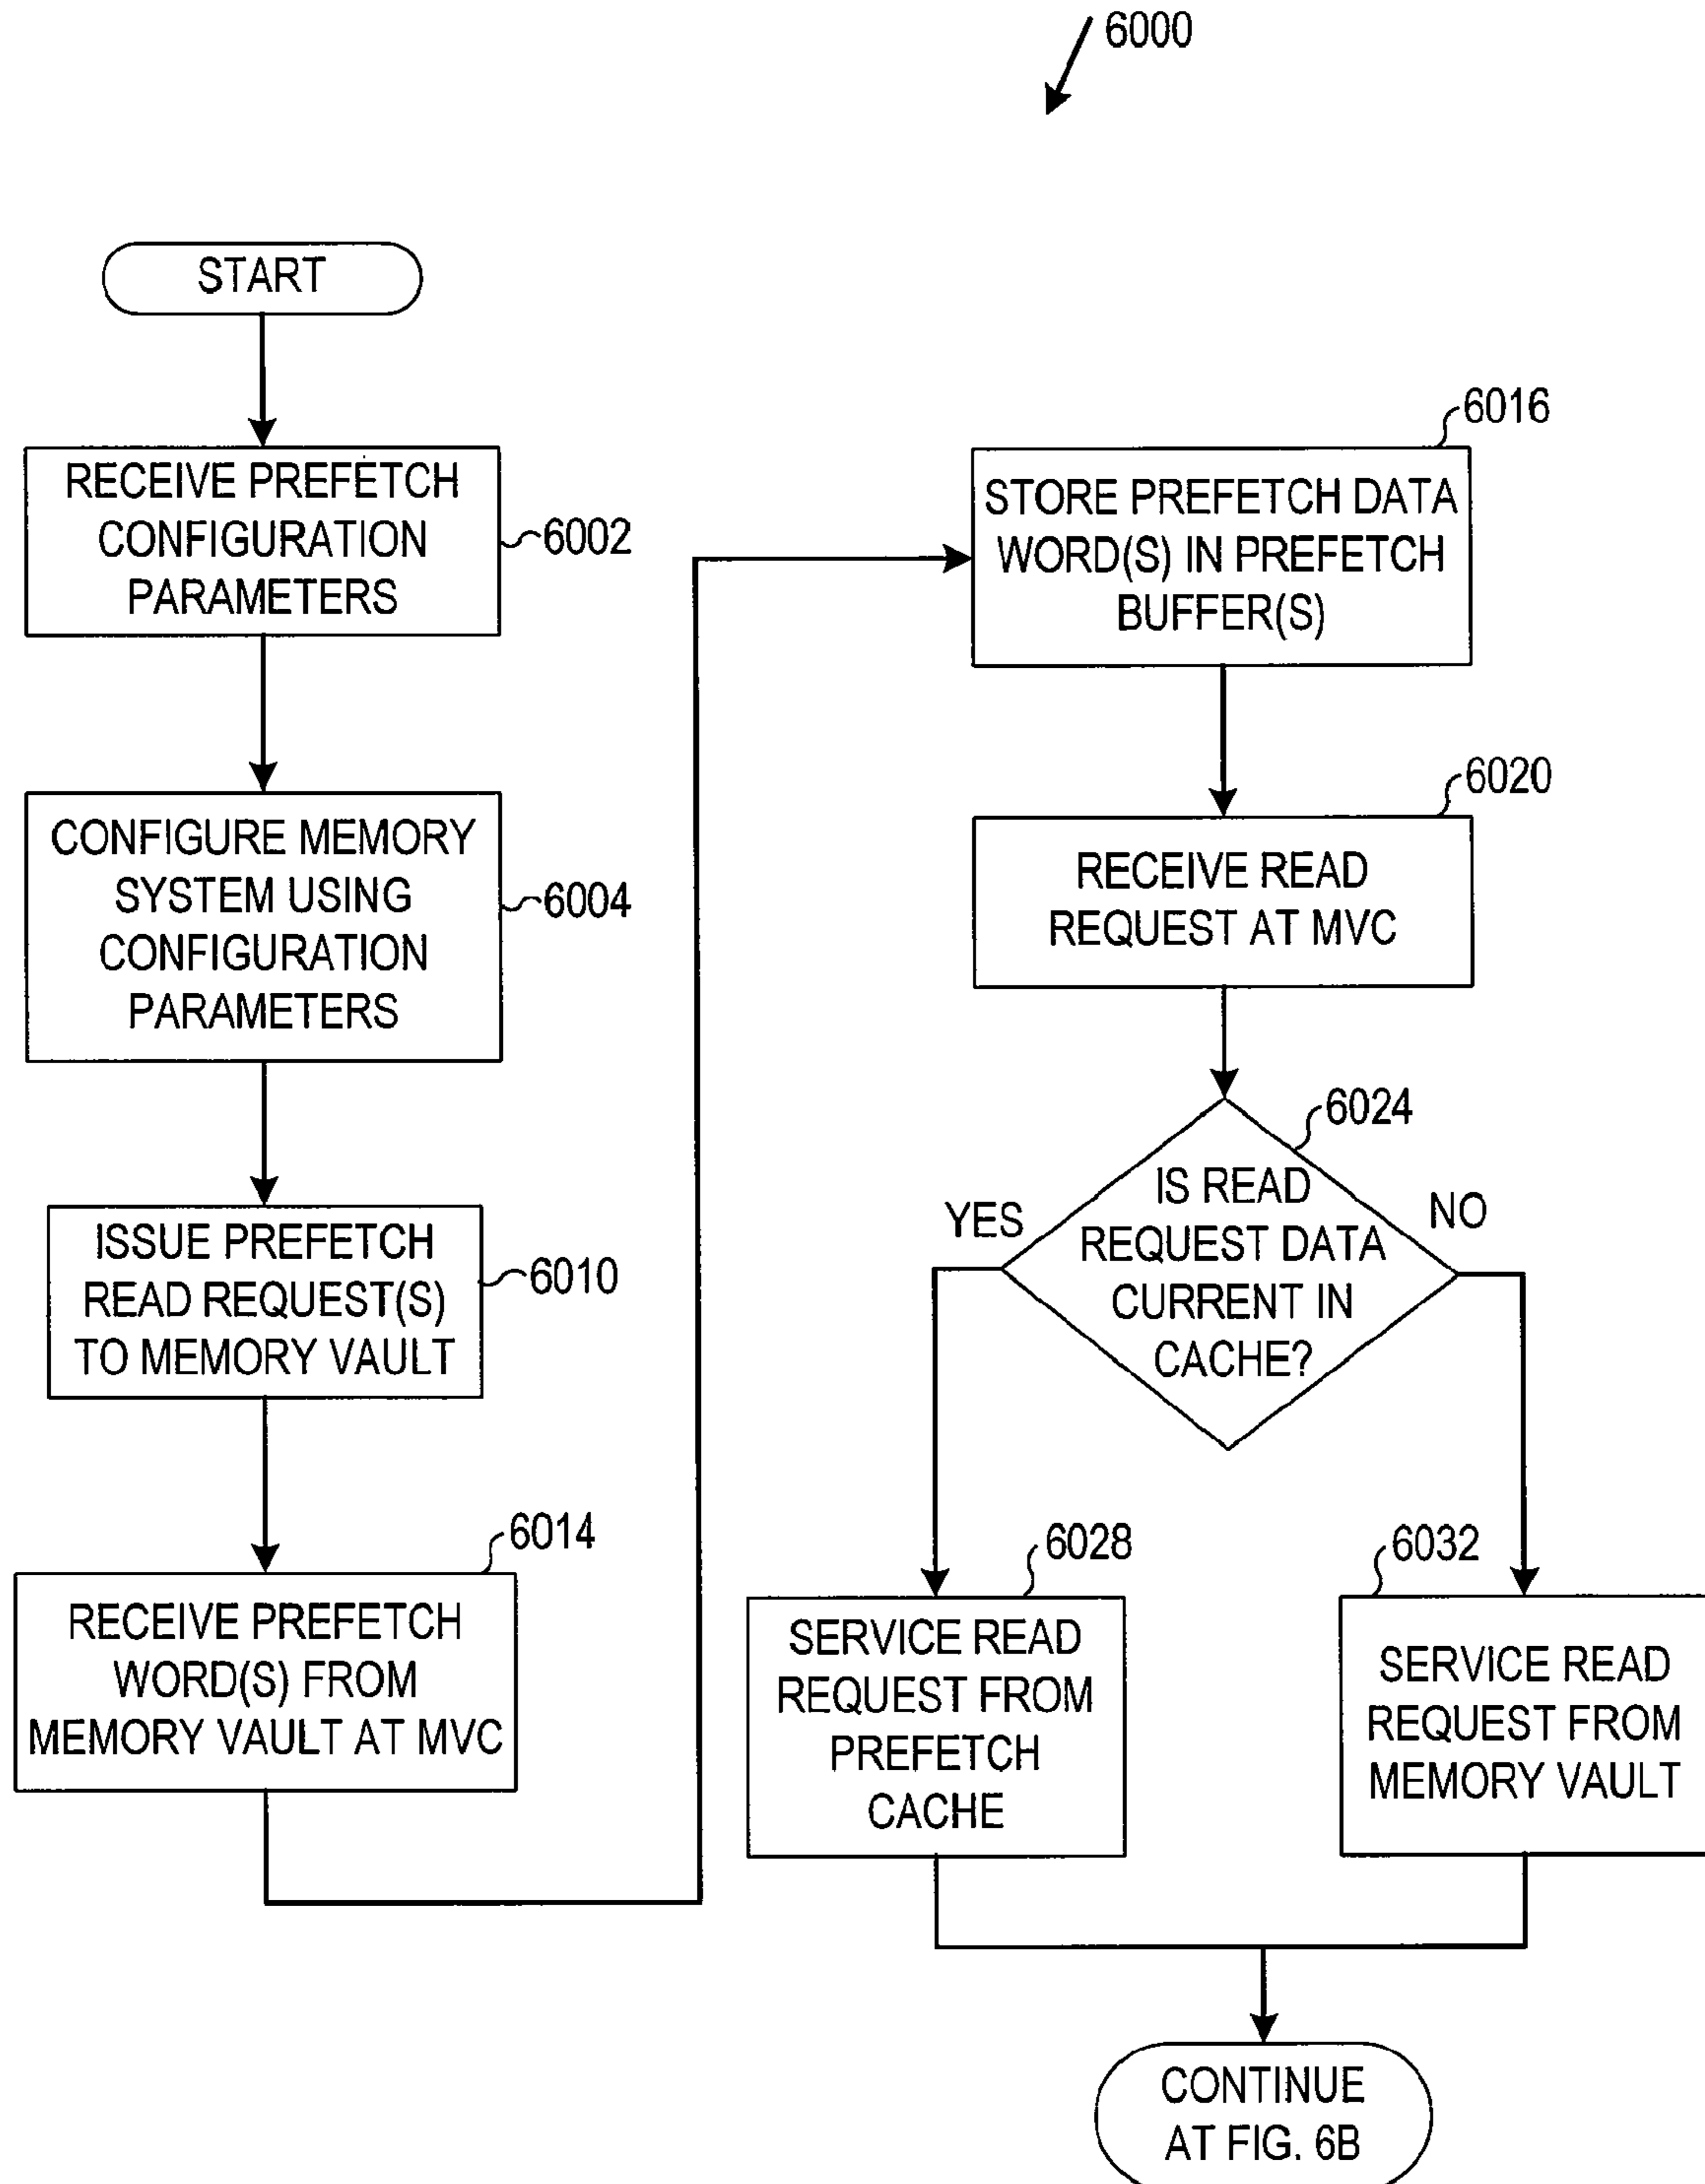 6000
START
RECEIVE PREFETCH
CONFIGURATION
PARAMETERS
6002
CONFIGURE MEMORY
SYSTEM USING
CONFIGURATION
PARAMETERS
6004
ISSUE PREFETCH
READ REQUEST(S)
TO MEMORY VAULT
6010
6014
RECEIVE PREFETCH
WORD(S) FROM
MEMORY VAULT AT MVC
6016
STORE PREFETCH DATA
WORD(S) IN PREFETCH
BUFFER(S)
6020
RECEIVE READ
REQUEST AT MVC
6024
IS READ
REQUEST DATA
CURRENT IN
CACHE?
YES
NO
6028
SERVICE READ
REQUEST FROM
PREFETCH
CACHE
6032
SERVICE READ
REQUEST FROM
MEMORY VAULT
CONTINUE
AT FIG. 6B